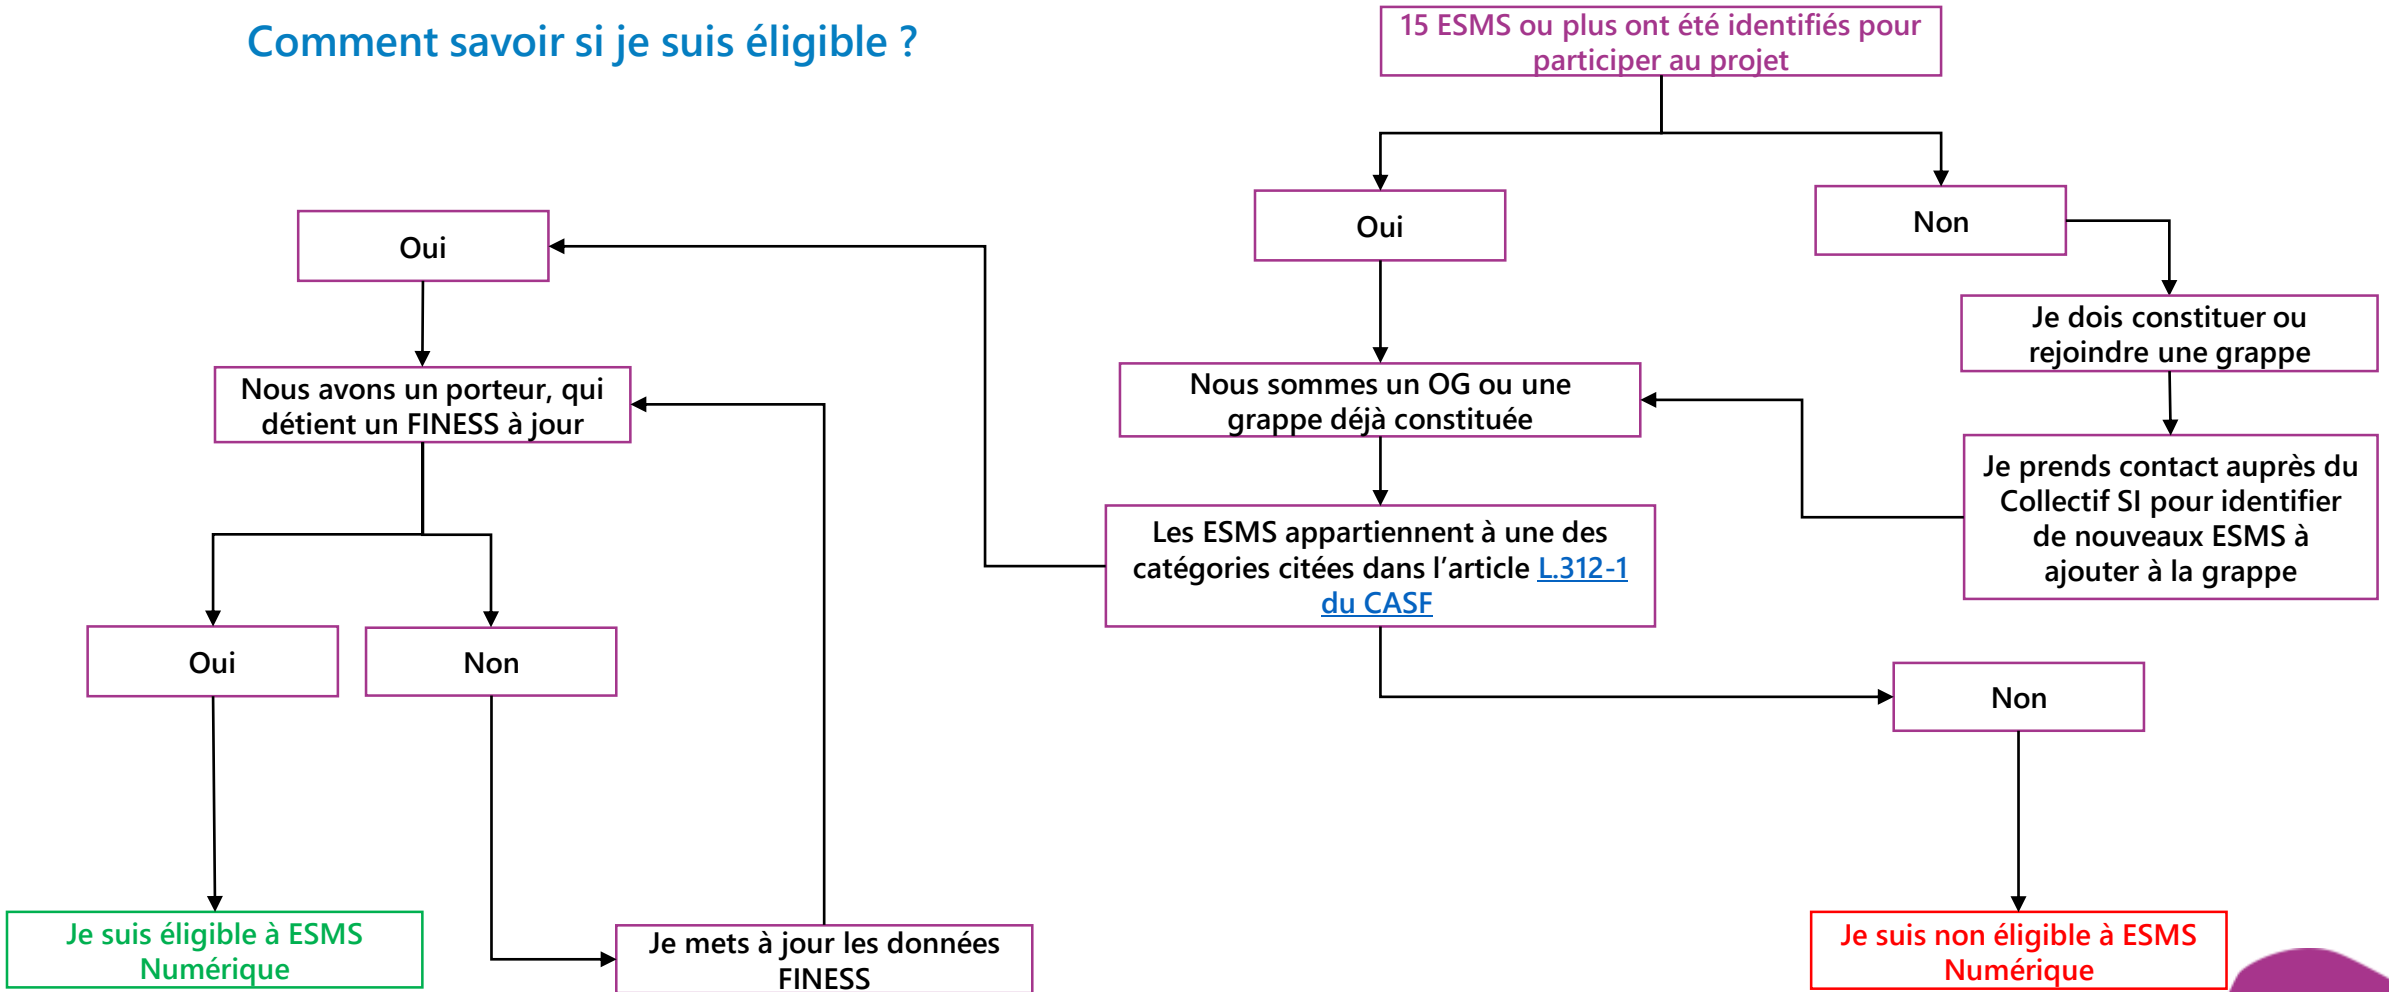 Comment savoir si je suis éligible ?
15 ESMS ou plus ont été identifiés pour
participer au projet
Oui
Non
Je dois constituer ou
rejoindre une grappe
Je prends contact auprès du
Collectif SI pour identifier
de nouveaux ESMS à
ajouter à la grappe
Nous sommes un OG ou une
grappe déjà constituée
Les ESMS appartiennent à une des
catégories citées dans l’article L.312-1
du CASF
Non
Je suis non éligible à ESMS
Numérique
Oui
Nous avons un porteur, qui
détient un FINESS à jour
Oui
Non
Je mets à jour les données
FINESS
Je suis éligible à ESMS
Numérique